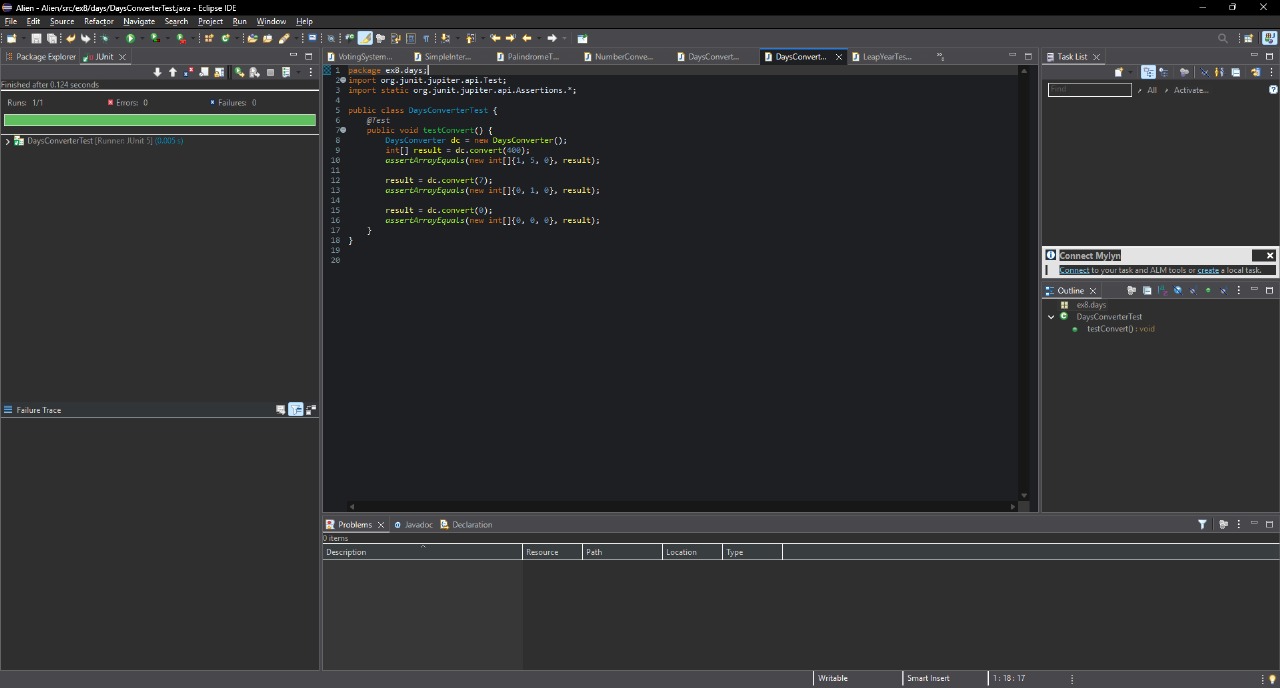 Alien - Alien/src/ex8/days/DaysConverterTest.java - Eclipse IDE
File Edit Source Refactor Navigate Search Project Run Window Help
Package Explorer JUnit
Finished after 0.124 seconds
Runs: 1/1 Errors: 0 Failures: 0
DaysConverterTest [Runner: JUnit 5] (0.005 s)
Failure Trace
VotingSystem... SimpleInter... PalindromeT... NumberConve... DaysConvert... DaysConvert... LeapYearTes...
1 package ex8.days;
2 import org.junit.jupiter.api.Test;
3 import static org.junit.jupiter.api.Assertions.*;
4
5 public class DaysConverterTest {
6 @Test
7 public void testConvert() {
8 DaysConverter dc = new DaysConverter();
9 int[] result = dc.convert(400);
10 assertArrayEquals(new int[]{1, 5, 0}, result);
11
12 result = dc.convert(7);
13 assertArrayEquals(new int[]{0, 1, 0}, result);
14
15 result = dc.convert(0);
16 assertArrayEquals(new int[]{0, 0, 0}, result);
17 }
18 }
19
20
Task List
Find All Activate...
Connect Mylyn
Connect to your task and ALM tools or create a local task.
Outline
ex8.days
DaysConverterTest
testConvert() : void
Problems Javadoc Declaration
0 items
Description Resource Path Location Type
Writable Smart Insert 1 : 18 : 17